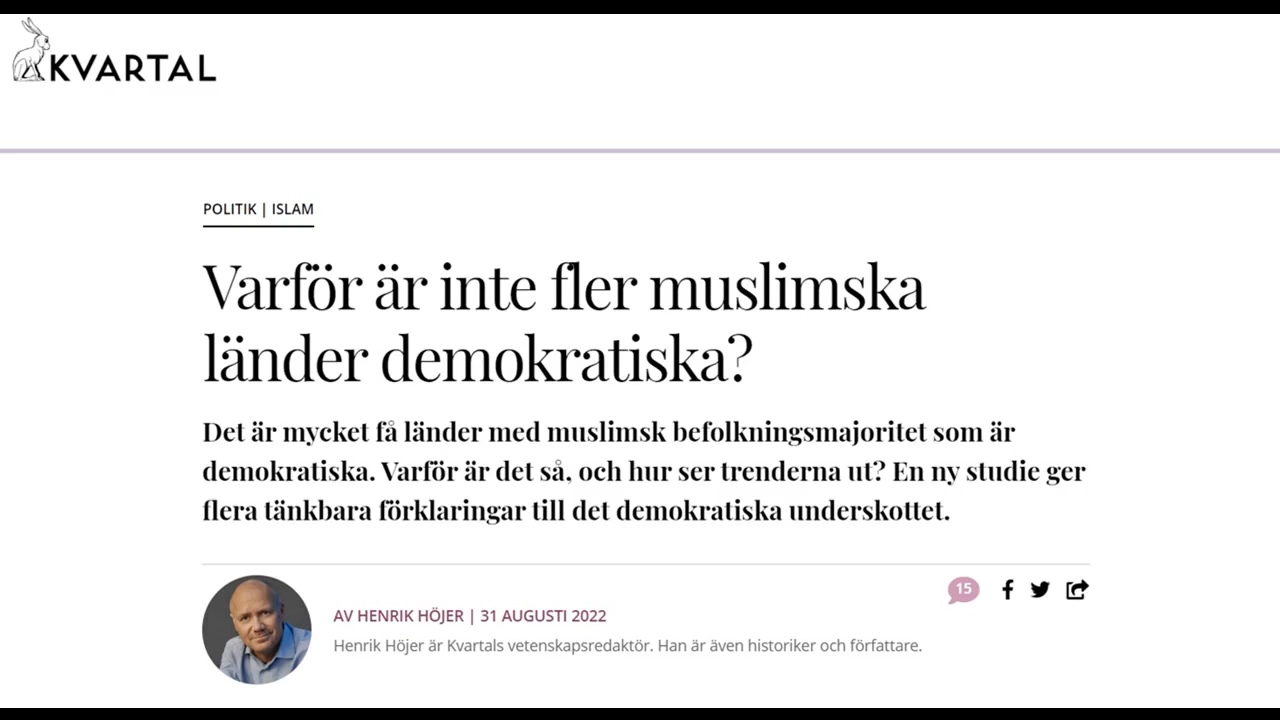 KVARTAL
POLITIK | ISLAM
Varför är inte fler muslimska
länder demokratiska?
Det är mycket få länder med muslimsk befolkningsmajoritet som är
demokratiska. Varför är det så, och hur ser trenderna ut? En ny studie ger
flera tänkbara förklaringar till det demokratiska underskottet.
15
AV HENRIK HÖJER | 31 AUGUSTI 2022
Henrik Höjer är Kvartals vetenskapsredaktör. Han är även historiker och författare.